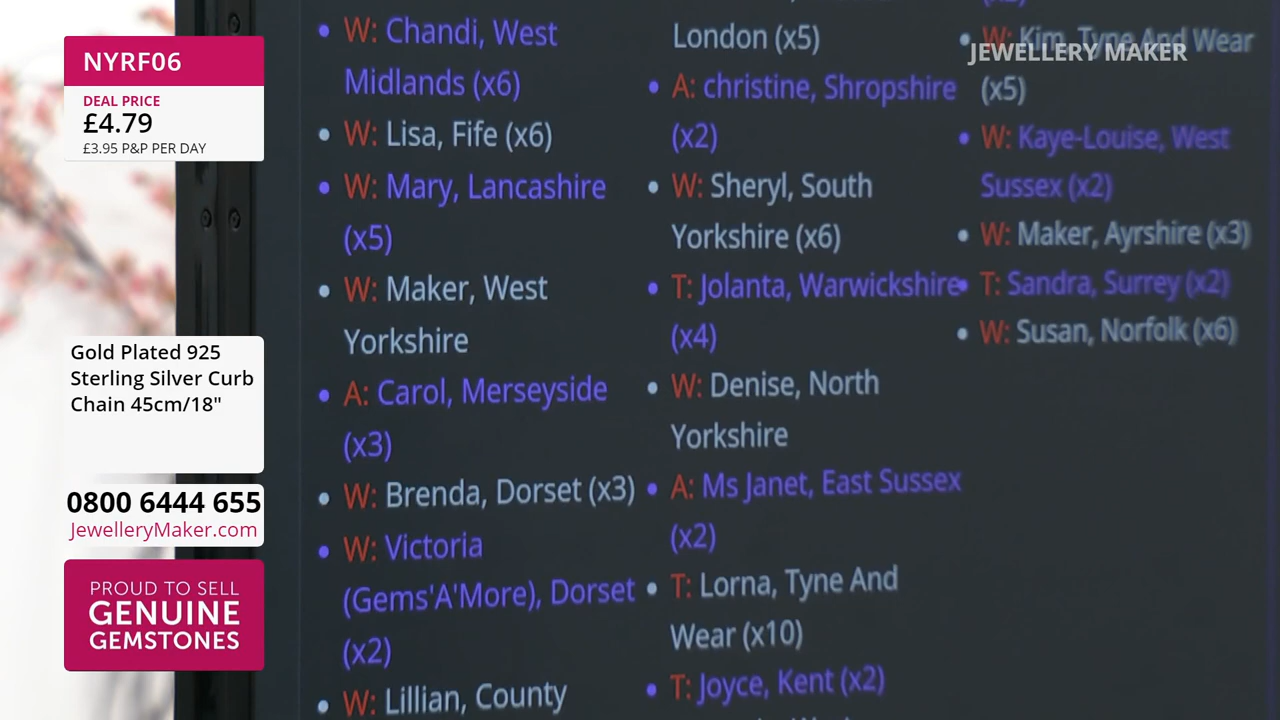 NYRF06
DEAL PRICE
£4.79
£3.95 P&P PER DAY
Gold Plated 925
Sterling Silver Curb
Chain 45cm/18"
0800 6444 655
JewelleryMaker.com
PROUD TO SELL
GENUINE
GEMSTONES
• W: Chandi, West
Midlands (x6)
• W: Lisa, Fife (x6)
• W: Mary, Lancashire
(x5)
• W: Maker, West
Yorkshire
• A: Carol, Merseyside
(x3)
• W: Brenda, Dorset (x3)
• W: Victoria
(Gems'A'More), Dorset
(x2)
• W: Lillian, County
London (x5)
• A: christine, Shropshire
(x2)
• W: Sheryl, South
Yorkshire (x6)
• T: Jolanta, Warwickshire
(x4)
• W: Denise, North
Yorkshire
• A: Ms Janet, East Sussex
(x2)
• T: Lorna, Tyne And
Wear (x10)
• T: Joyce, Kent (x2)
• W: Kim, Tyne And Wear
(x5)
• W: Kaye-Louise, West
Sussex (x2)
• W: Maker, Ayrshire (x3)
• T: Sandra, Surrey (x2)
• W: Susan, Norfolk (x6)
JEWELLERY MAKER